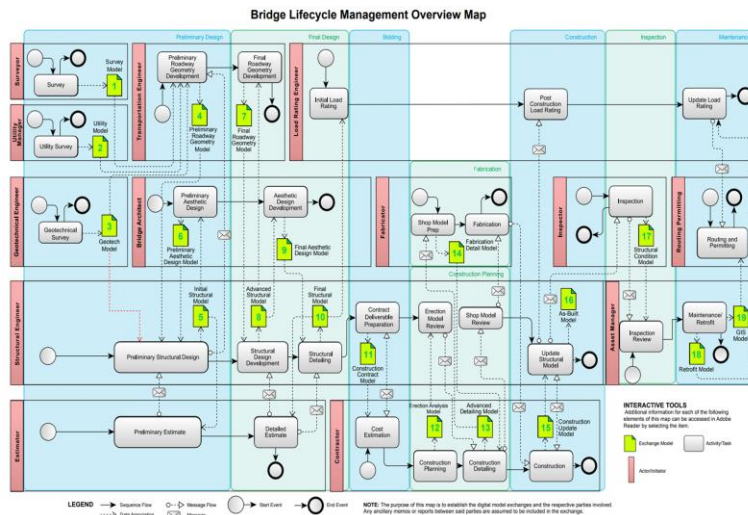 Bridge Lifecycle Management Overview Map
Preliminary Design
Final Design
Bidding
Construction
Inspection
Maintenance
Surveyor
Survey
Survey
Model
1
Utility
Manager
Utility Survey
Utility Model
2
Transportation Engineer
Preliminary
Roadway
Geometry
Development
Final
Roadway
Geometry
Development
4
Preliminary
Roadway
Geometry
Model
7
Final
Roadway
Geometry
Model
Load Rating Engineer
Initial Load
Rating
Post
Construction
Load Rating
Update Load
Rating
Geotechnical Engineer
Geotechnical
Survey
3
Geotech
Model
Bridge Architect
Preliminary
Aesthetic
Design
Aesthetic
Design
Development
6
Preliminary
Aesthetic
Design Model
9
Final Aesthetic
Design Model
Fabrication
Fabricator
Shop Model
Prep
Fabrication
14
Fabrication
Detail Model
Inspector
Inspection
17
Structural
Condition
Model
Routing Permitting
Routing and
Permitting
Construction Planning
Structural Engineer
Initial
Structural
Model
5
Preliminary Structural Design
Advanced
Structural
Model
8
Structural
Design
Development
Final
Structural
Model
10
Structural
Detailing
Contract
Deliverable
Preparation
11
Construction
Contract
Model
Erection
Model
Review
Shop Model
Review
16
As-Built
Model
Update
Structural
Model
Asset Manager
Inspection
Review
Maintenance/
Retrofit
18
Retrofit Model
19
GIS
Model
Estimator
Preliminary Estimate
Detailed
Estimate
Contractor
Cost
Estimation
Erection Analysis
Model
12
Construction
Planning
Advanced
Detailing Model
13
Construction
Detailing
15
Construction
Update
Model
Construction
INTERACTIVE TOOLS
Additional information for each of the following
elements of this map can be accessed in Adobe
Reader by selecting the item.
Exchange Model
Activity/Task
Actor/Initiator
LEGEND
Sequence Flow
Message Flow
Start Event
End Event
NOTE: The purpose of this map is to establish the digital model exchanges and the respective parties involved.
Any ancillary memos or reports between said parties are assumed to be included in the exchange.